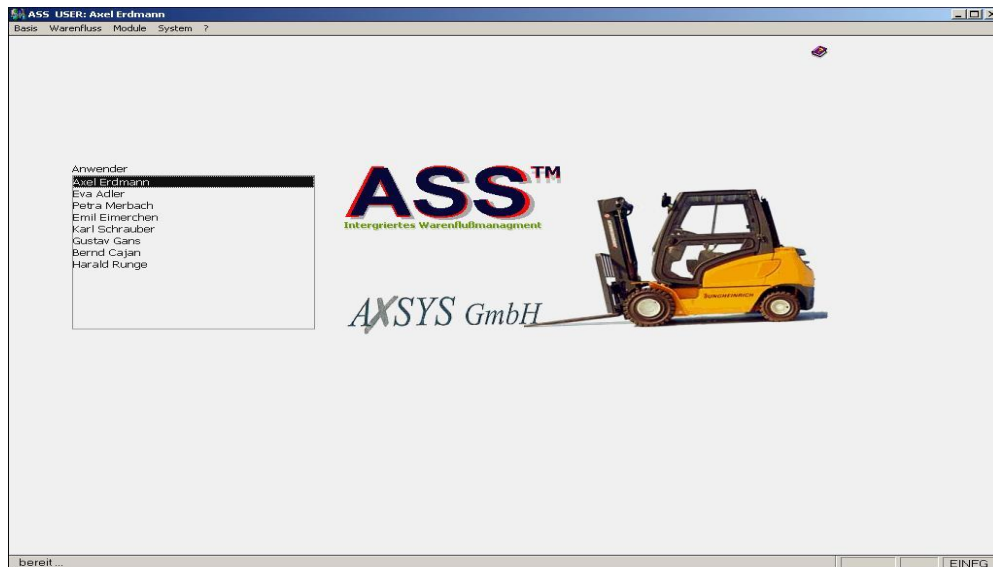 ASS USER: Axel Erdmann
Basis Warenfluss Module System ?
Anwender
Axel Erdmann
Eva Adler
Petra Merbach
Emil Eimerchen
Karl Schrauber
Gustav Gans
Bernd Cajan
Harald Runge
ASS™
Intergriertes Warenflußmanagment
AXSYS GmbH
JUNGHEINRICH
bereit...
EINFG